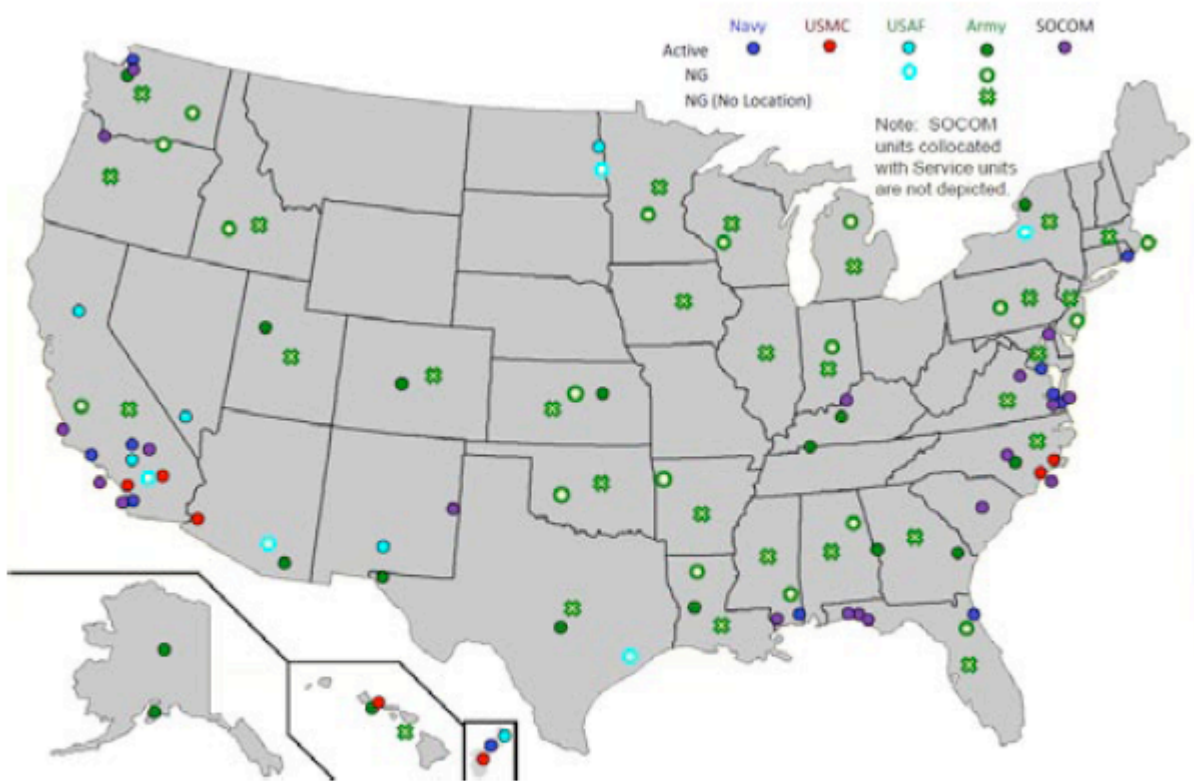 Navy USMC USAF Army SOCOM
Active
NG
NG (No Location)
Note: SOCOM
units collocated
with Service units
are not depicted.